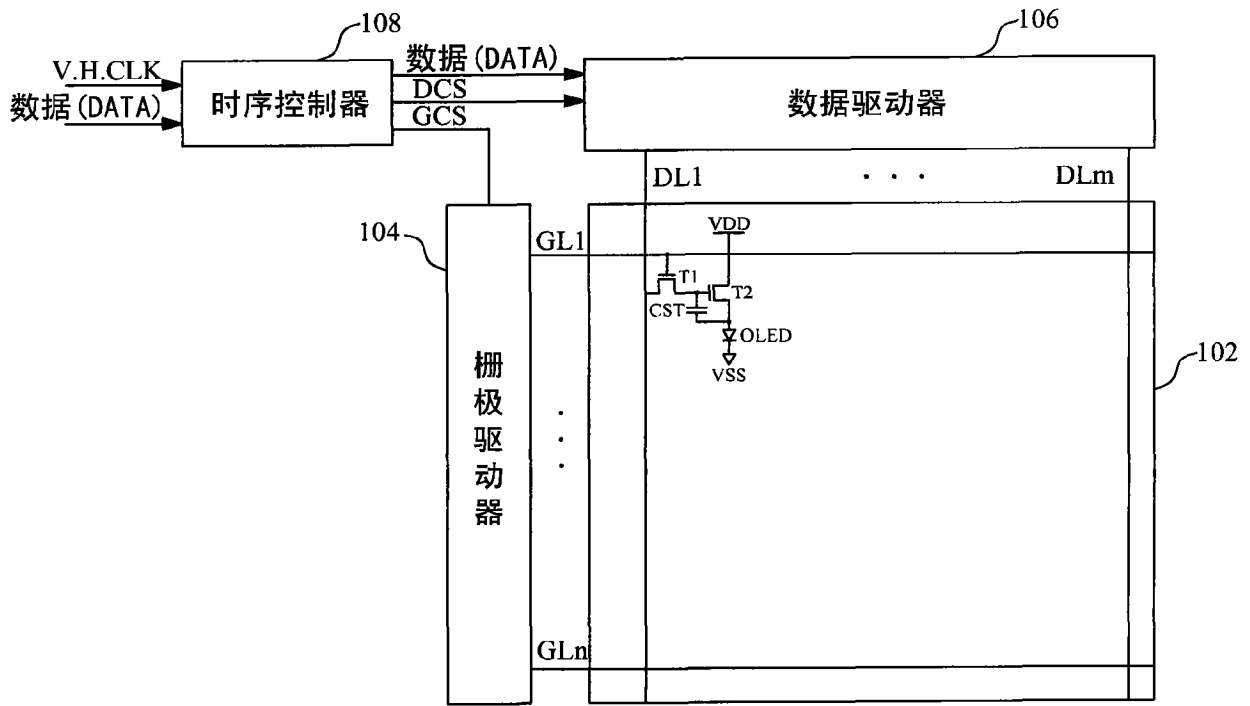 108
106
V.H.CLK
数据(DATA)
时序控制器
数据(DATA)
DCS
GCS
数据驱动器
DL1
· · ·
DLm
104
GL1
VDD
T1
T2
CST
OLED
VSS
102
栅极驱动器
GLn